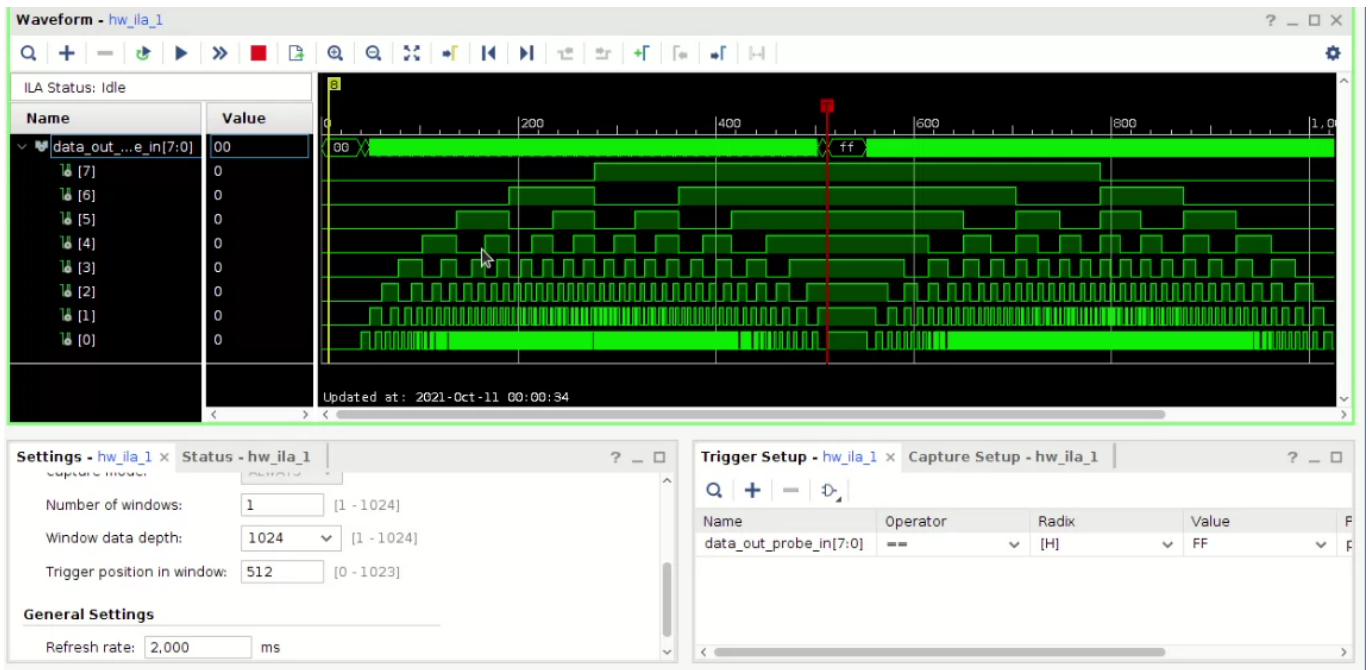 Waveform - hw_ila_1
? _ □ ×
ILA Status: Idle
Name Value
8
T
0 200 400 600 800 1,0
data_out_...e_in[7:0] 00 00 ff
[7] 0
[6] 0
[5] 0
[4] 0
[3] 0
[2] 0
[1] 0
[0] 0
Updated at: 2021-Oct-11 00:00:34
Settings - hw_ila_1 × Status - hw_ila_1 ? _ □
Number of windows: 1 [1 - 1024]
Window data depth: 1024 [1 - 1024]
Trigger position in window: 512 [0 - 1023]
General Settings
Refresh rate: 2,000 ms
Trigger Setup - hw_ila_1 × Capture Setup - hw_ila_1 ? _ □
Name Operator Radix Value
data_out_probe_in[7:0] == [H] FF